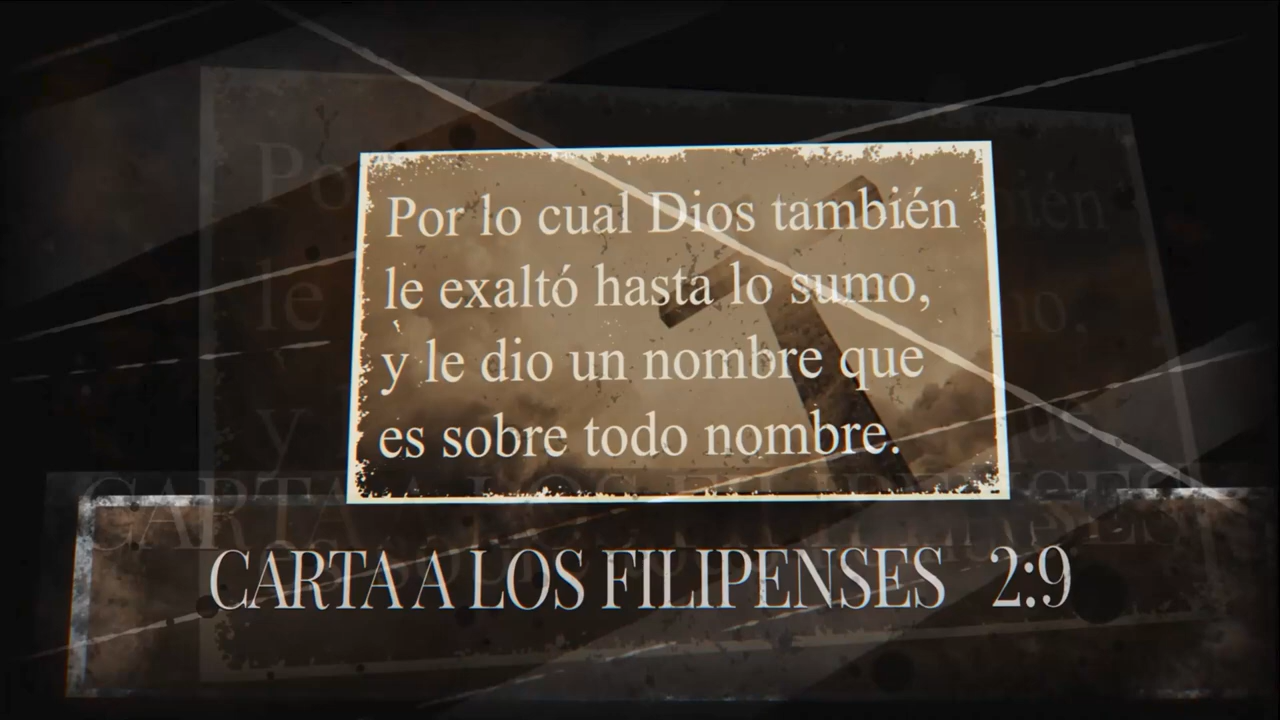 Por lo cual Dios también
le exaltó hasta lo sumo,
y le dio un nombre que
es sobre todo nombre.
CARTA A LOS FILIPENSES 2:9